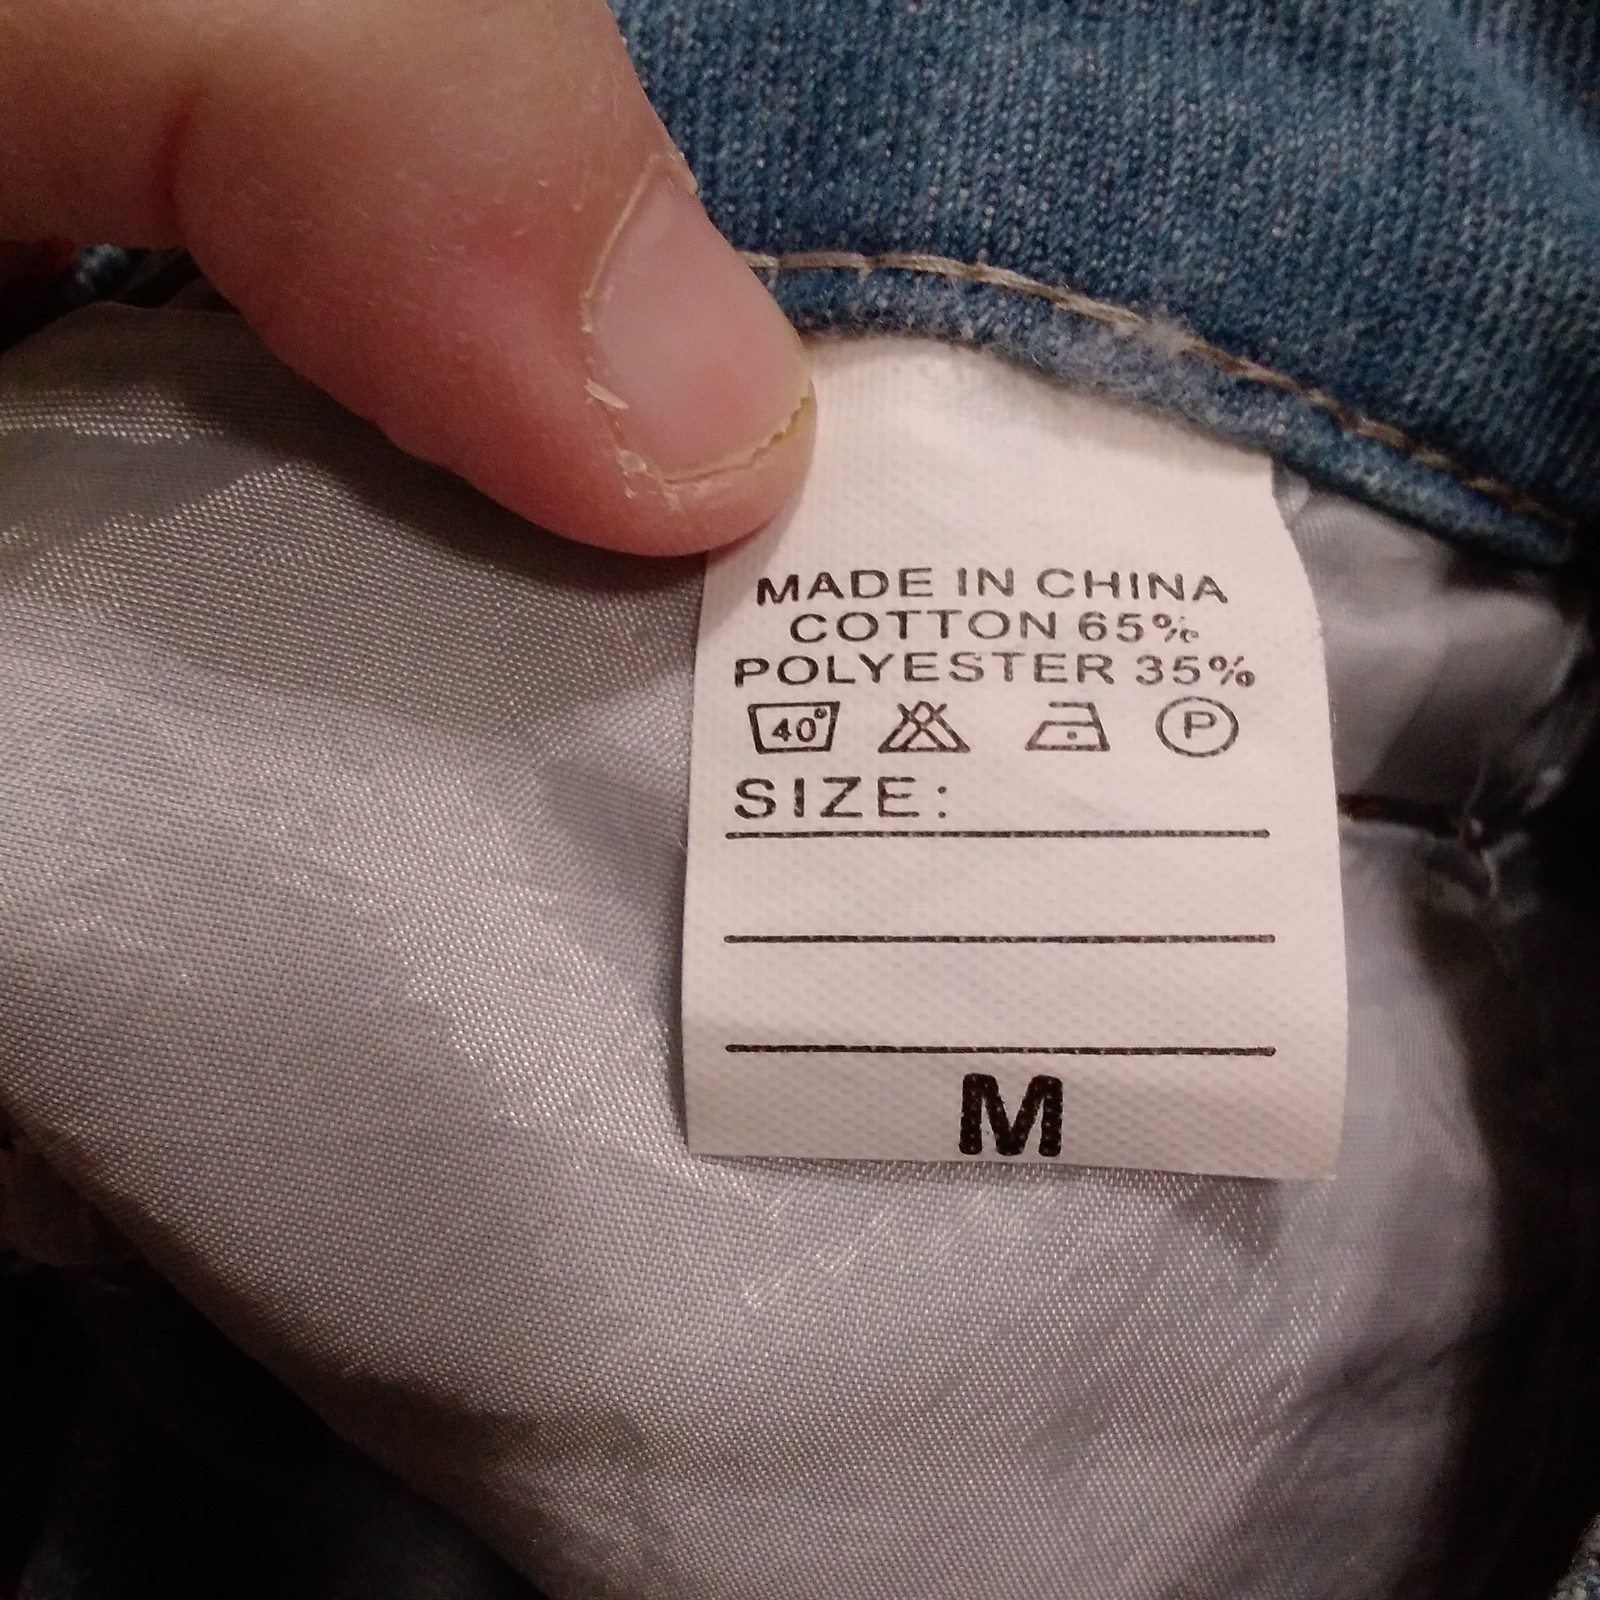 MADE IN CHINA
COTTON 65%
POLYESTER 35%
40° P
SIZE:
M